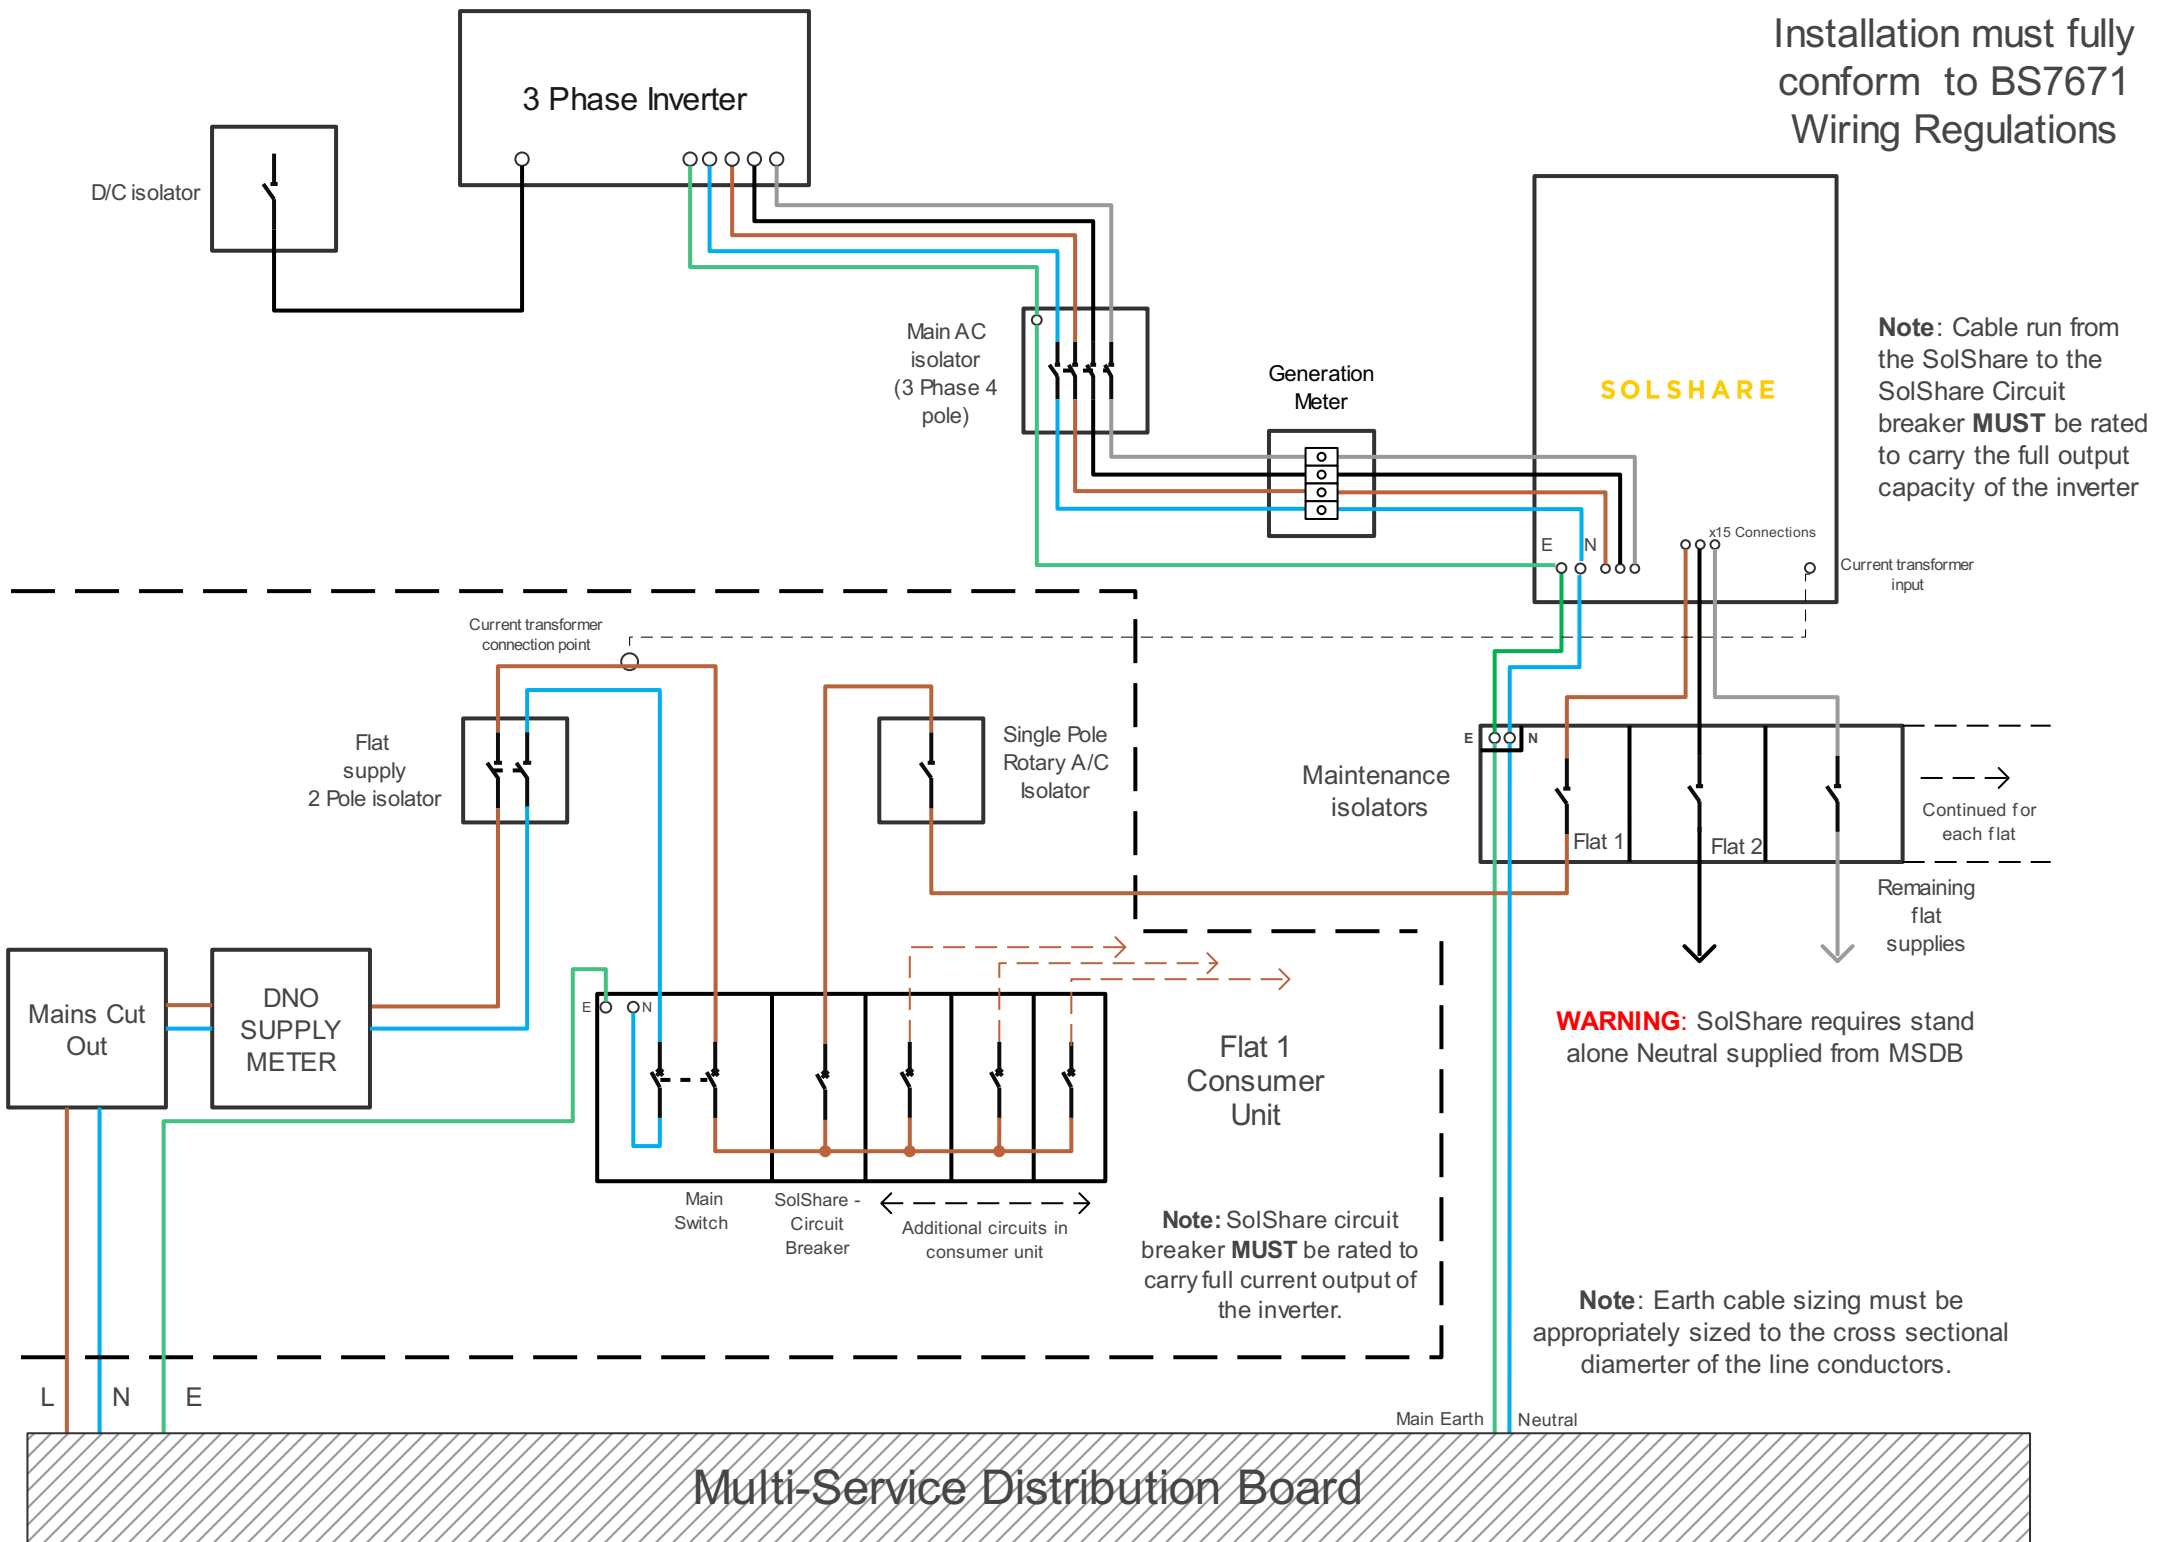 Installation must fully
conform to BS7671
Wiring Regulations
3 Phase Inverter
D/C isolator
Main AC
isolator
(3 Phase 4
pole)
Generation
Meter
SOLSHARE
Note: Cable run from
the SolShare to the
SolShare Circuit
breaker MUST be rated
to carry the full output
capacity of the inverter
x15 Connections
E
N
Current transformer
input
Current transformer
connection point
Flat
supply
2 Pole isolator
Single Pole
Rotary A/C
Isolator
Maintenance
isolators
E
N
Flat 1
Flat 2
Continued for
each flat
Remaining
flat
supplies
Mains Cut
Out
DNO
SUPPLY
METER
E
N
Flat 1
Consumer
Unit
WARNING: SolShare requires stand
alone Neutral supplied from MSDB
Main
Switch
SolShare -
Circuit
Breaker
Additional circuits in
consumer unit
Note: SolShare circuit
breaker MUST be rated to
carry full current output of
the inverter.
Note: Earth cable sizing must be
appropriately sized to the cross sectional
diamerter of the line conductors.
L
N
E
Main Earth
Neutral
Multi-Service Distribution Board